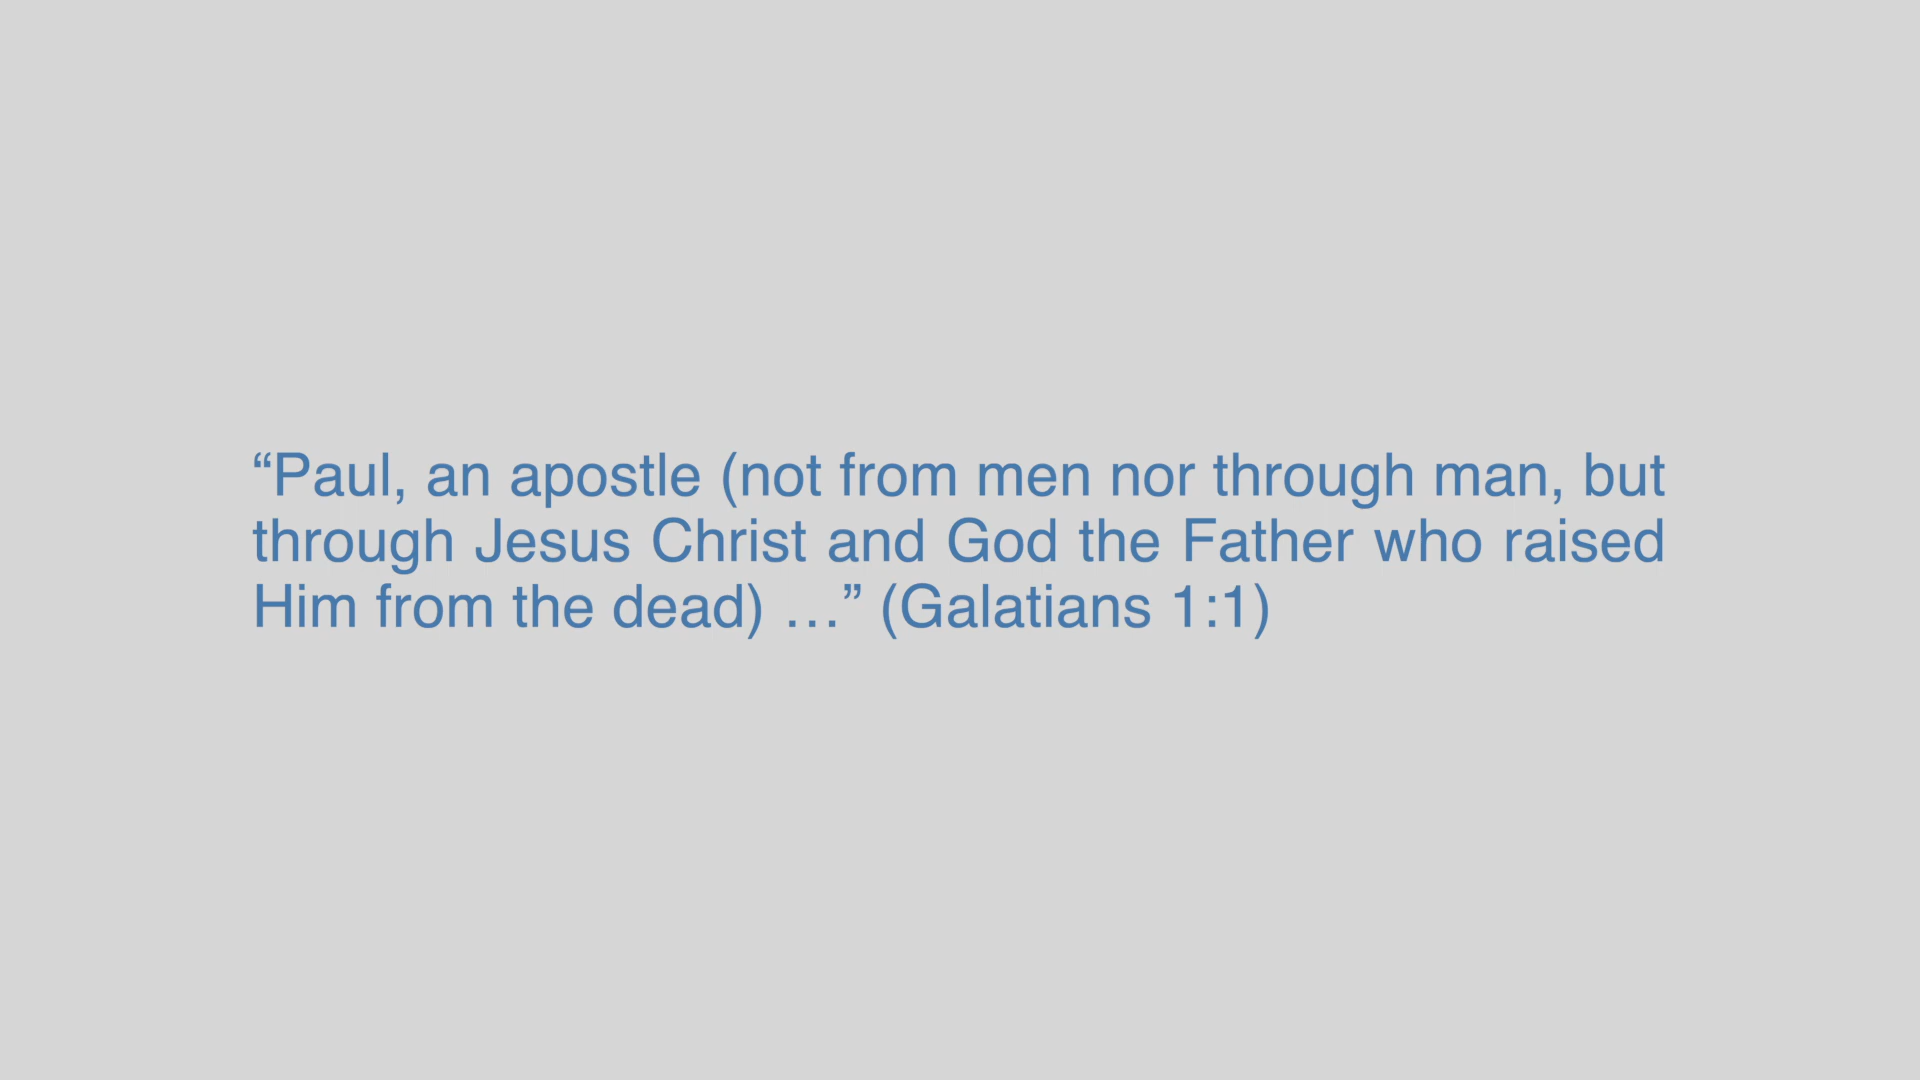 “Paul, an apostle (not from men nor through man, but
through Jesus Christ and God the Father who raised
Him from the dead) …” (Galatians 1:1)